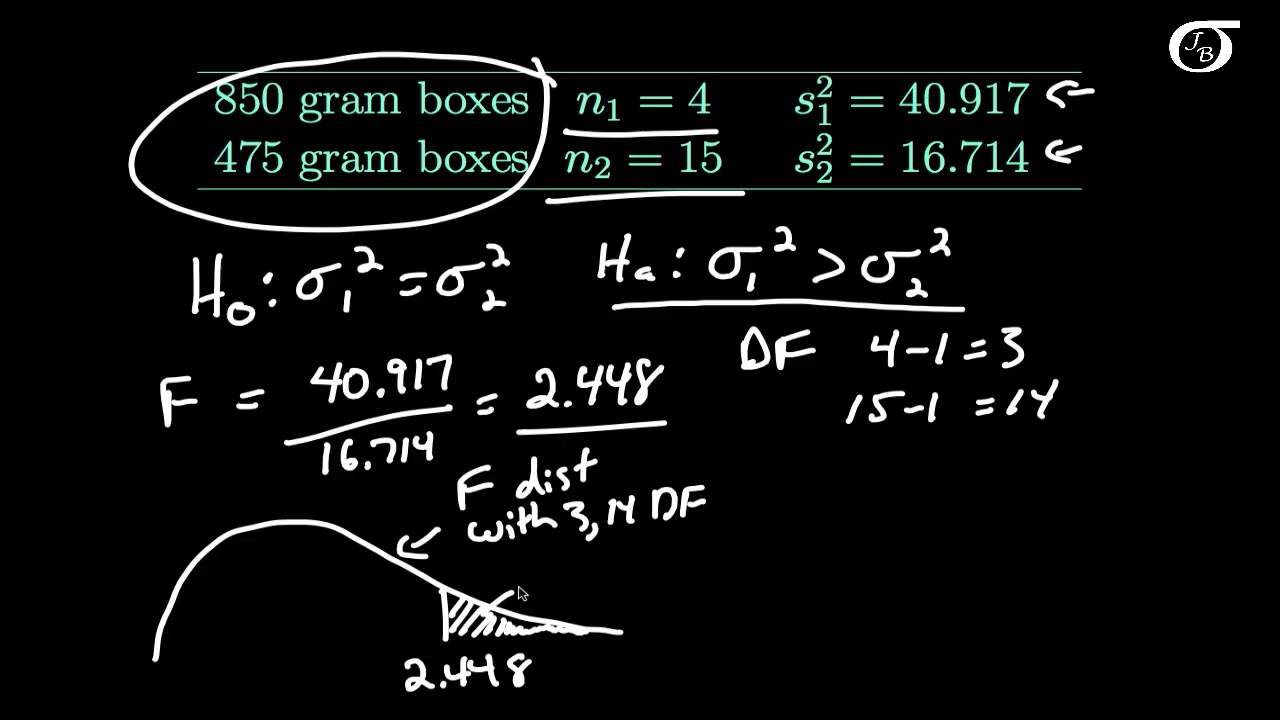 JB
850 gram boxes n₁ = 4 s₁² = 40.917
475 gram boxes n₂ = 15 s₂² = 16.714
H₀ : σ₁² = σ₂² Hₐ : σ₁² > σ₂²
DF 4-1 = 3
15-1 = 14
F = 40.917 / 16.714 = 2.448
F dist
with 3, 14 DF
2.448